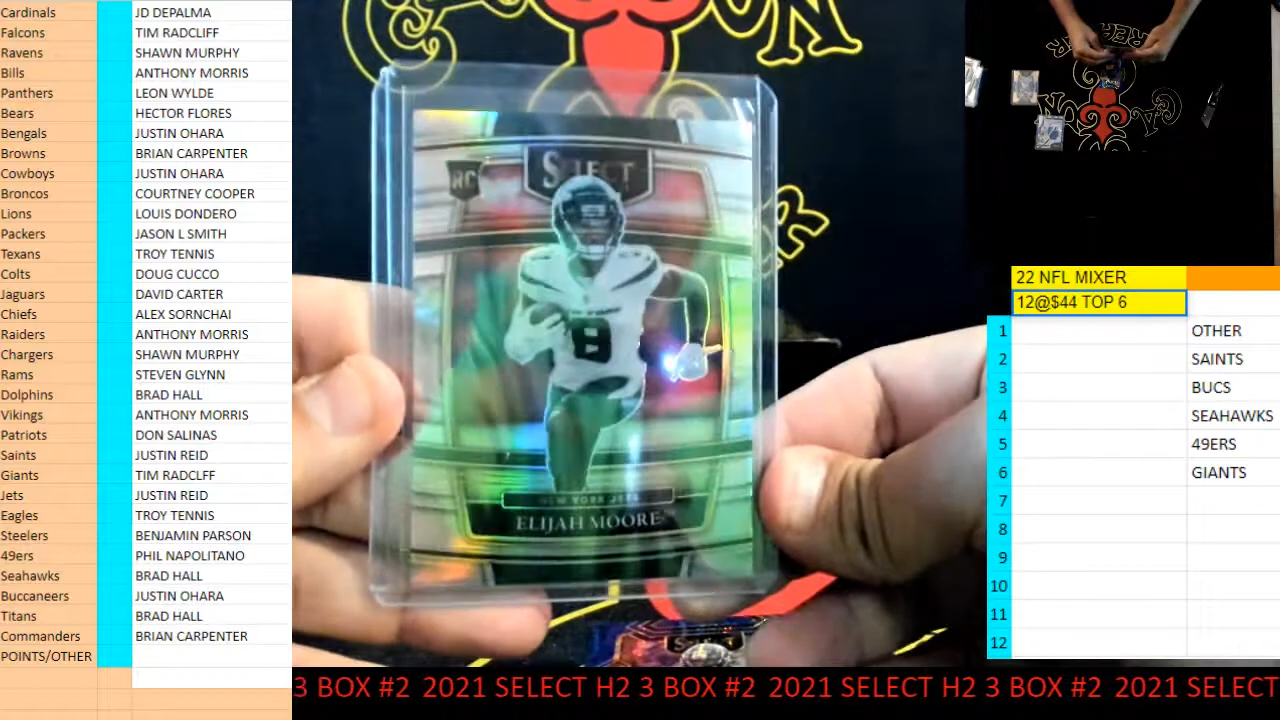 Cardinals JD DEPALMA
Falcons TIM RADCLIFF
Ravens SHAWN MURPHY
Bills ANTHONY MORRIS
Panthers LEON WYLDE
Bears HECTOR FLORES
Bengals JUSTIN OHARA
Browns BRIAN CARPENTER
Cowboys JUSTIN OHARA
Broncos COURTNEY COOPER
Lions LOUIS DONDERO
Packers JASON L SMITH
Texans TROY TENNIS
Colts DOUG CUCCO
Jaguars DAVID CARTER
Chiefs ALEX SORNCHAI
Raiders ANTHONY MORRIS
Chargers SHAWN MURPHY
Rams STEVEN GLYNN
Dolphins BRAD HALL
Vikings ANTHONY MORRIS
Patriots DON SALINAS
Saints JUSTIN REID
Giants TIM RADCLFF
Jets JUSTIN REID
Eagles TROY TENNIS
Steelers BENJAMIN PARSON
49ers PHIL NAPOLITANO
Seahawks BRAD HALL
Buccaneers JUSTIN OHARA
Titans BRAD HALL
Commanders BRIAN CARPENTER
POINTS/OTHER
RC
SELECT
8
NEW YORK JETS
ELIJAH MOORE
SELECT
22 NFL MIXER
12@$44 TOP 6
1 OTHER
2 SAINTS
3 BUCS
4 SEAHAWKS
5 49ERS
6 GIANTS
7
8
9
10
11
12
3 BOX #2 2021 SELECT H2 3 BOX #2 2021 SELECT H2 3 BOX #2 2021 SELECT